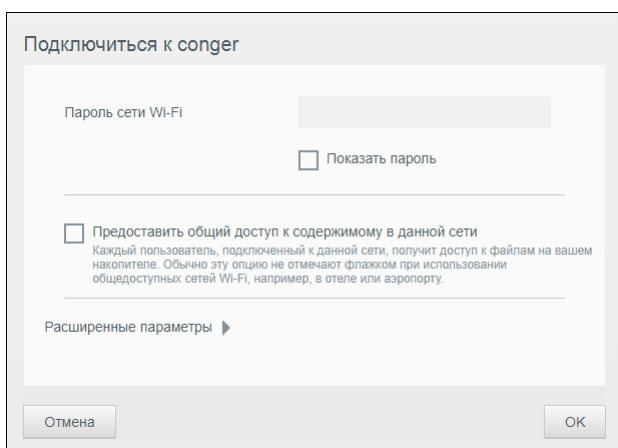 Подключиться к conger
Пароль сети Wi-Fi
Показать пароль
Предоставить общий доступ к содержимому в данной сети
Каждый пользователь, подключенный к данной сети, получит доступ к файлам на вашем
накопителе. Обычно эту опцию не отмечают флажком при использовании
общедоступных сетей Wi-Fi, например, в отеле или аэропорту.
Расширенные параметры
Отмена
OK